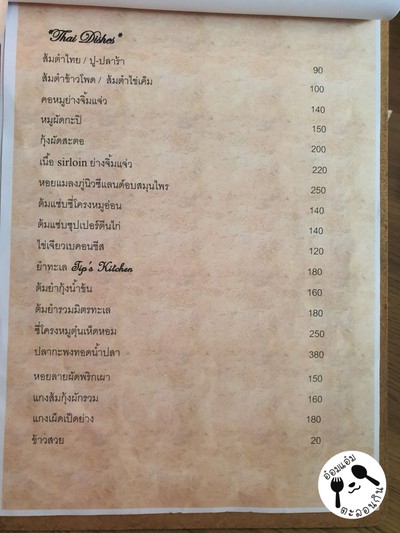 "Thai Dishes"
ส้มตำไทย / ปู-ปลาร้า 90
ส้มตำข้าวโพด / ส้มตำไข่เค็ม 100
คอหมูย่างจิ้มแจ่ว 140
หมูผัดกะปิ 150
กุ้งผัดสะตอ 200
เนื้อ sirloin ย่างจิ้มแจ่ว 220
หอยแมลงภู่นิวซีแลนด์อบสมุนไพร 250
ต้มแซ่บซี่โครงหมูอ่อน 140
ต้มแซ่บซุปเปอร์ตีนไก่ 140
ไข่เจียวเบคอนชีส 120
ยำทะเล Tip's Kitchen 180
ต้มยำกุ้งน้ำข้น 160
ต้มยำรวมมิตรทะเล 180
ซี่โครงหมูตุ๋นเห็ดหอม 250
ปลากะพงทอดน้ำปลา 380
หอยลายผัดพริกเผา 150
แกงส้มกุ้งผักรวม 160
แกงเผ็ดเป็ดย่าง 180
ข้าวสวย 20
อ๋อมแอ๋ม
ตะลอนกิน